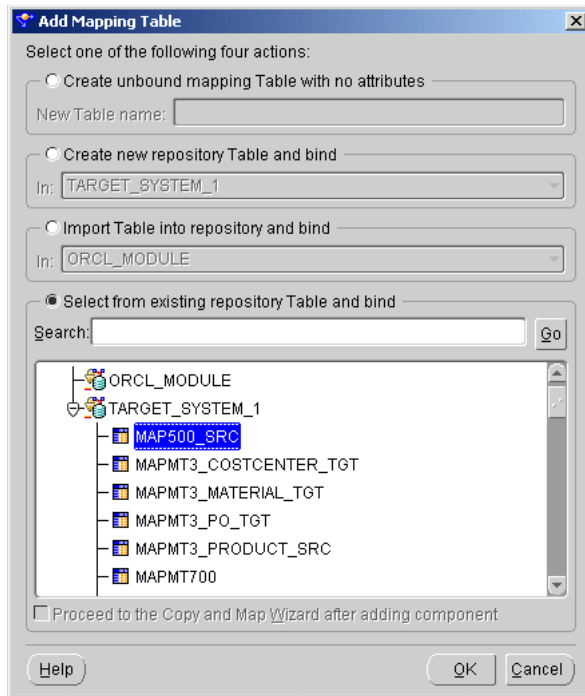 Add Mapping Table
Select one of the following four actions:
Create unbound mapping Table with no attributes
New Table name:
Create new repository Table and bind
In: TARGET_SYSTEM_1
Import Table into repository and bind
In: ORCL_MODULE
Select from existing repository Table and bind
Search: Go
ORCL_MODULE
TARGET_SYSTEM_1
MAP500_SRC
MAPMT3_COSTCENTER_TGT
MAPMT3_MATERIAL_TGT
MAPMT3_PO_TGT
MAPMT3_PRODUCT_SRC
MAPMT700
Proceed to the Copy and Map Wizard after adding component
Help OK Cancel